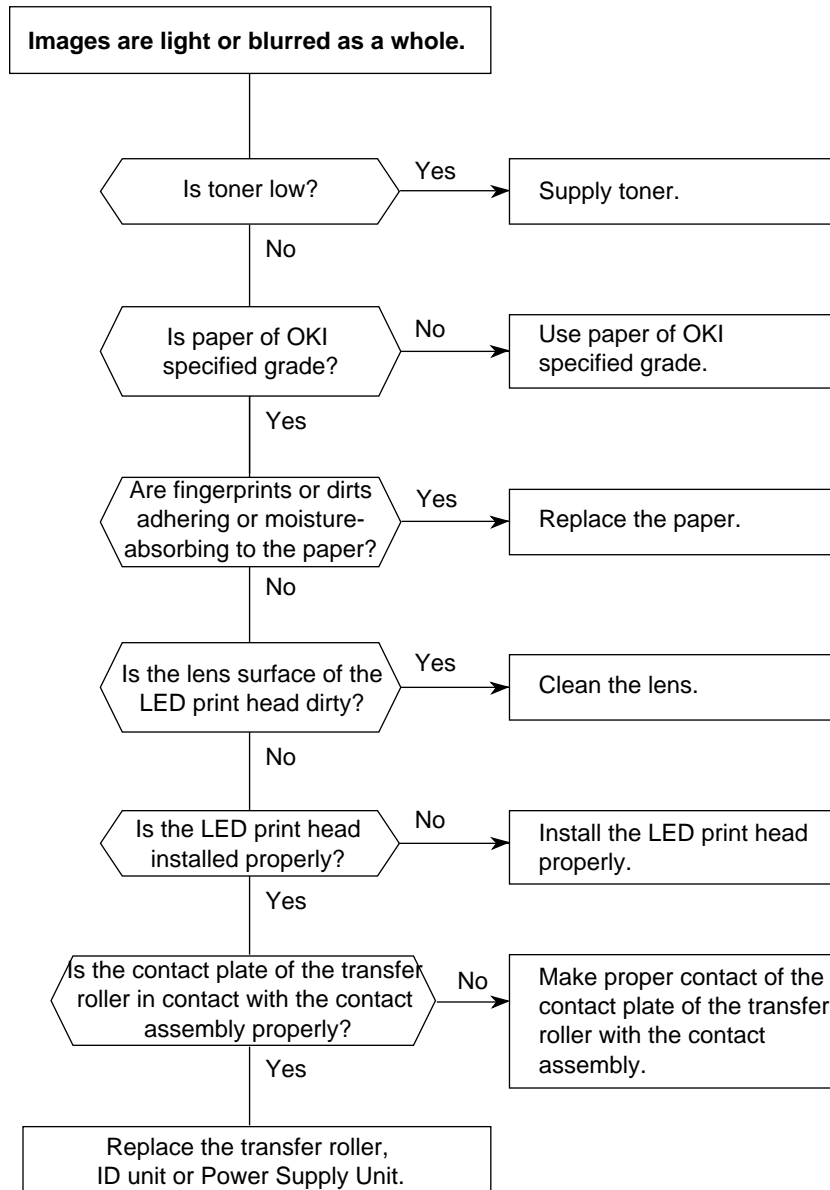 Images are light or blurred as a whole.
Is toner low?
Yes
Supply toner.
No
Is paper of OKI
specified grade?
No
Use paper of OKI
specified grade.
Yes
Are fingerprints or dirts
adhering or moisture-
absorbing to the paper?
Yes
Replace the paper.
No
Is the lens surface of the
LED print head dirty?
Yes
Clean the lens.
No
Is the LED print head
installed properly?
No
Install the LED print head
properly.
Yes
Is the contact plate of the transfer
roller in contact with the contact
assembly properly?
No
Make proper contact of the
contact plate of the transfer
roller with the contact
assembly.
Yes
Replace the transfer roller,
ID unit or Power Supply Unit.